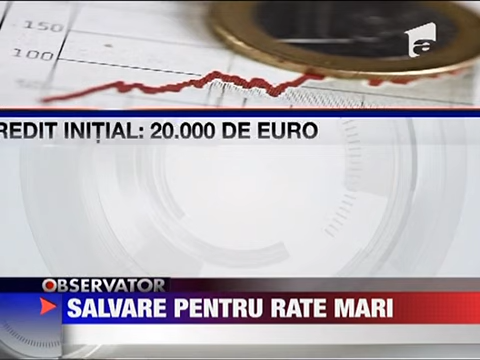 150
100
REDIT INIȚIAL: 20.000 DE EURO
OBSERVATOR
SALVARE PENTRU RATE MARI